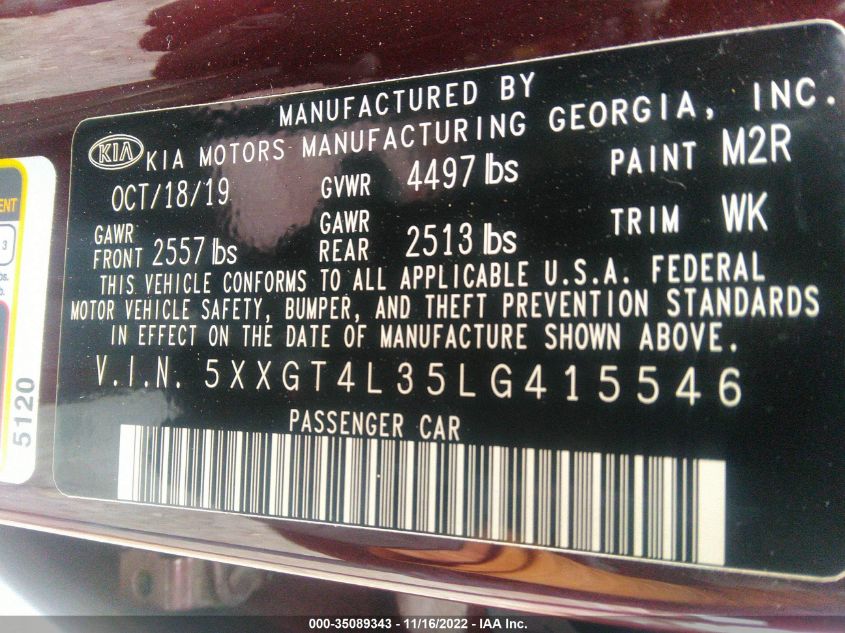 MANUFACTURED BY
KIA KIA MOTORS MANUFACTURING GEORGIA, INC.
OCT/18/19 GVWR 4497 lbs PAINT M2R
GAWR FRONT 2557 lbs GAWR REAR 2513 lbs TRIM WK
THIS VEHICLE CONFORMS TO ALL APPLICABLE U.S.A. FEDERAL
MOTOR VEHICLE SAFETY, BUMPER, AND THEFT PREVENTION STANDARDS
IN EFFECT ON THE DATE OF MANUFACTURE SHOWN ABOVE.
V.I.N. 5XXGT4L35LG415546
PASSENGER CAR
ENT
3
bs.
b.
5120
000-35089343 - 11/16/2022 - © IAA Inc.